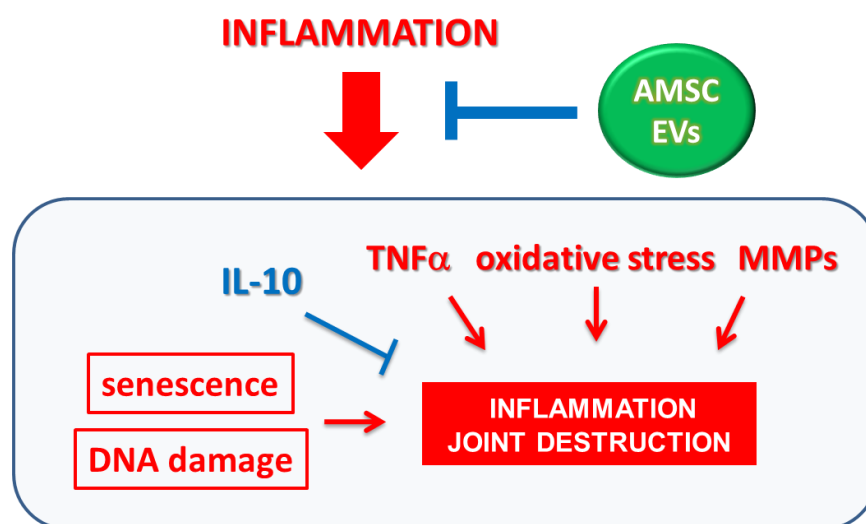 INFLAMMATION
AMSC
EVs
TNFα oxidative stress MMPs
IL-10
senescence
DNA damage
INFLAMMATION
JOINT DESTRUCTION